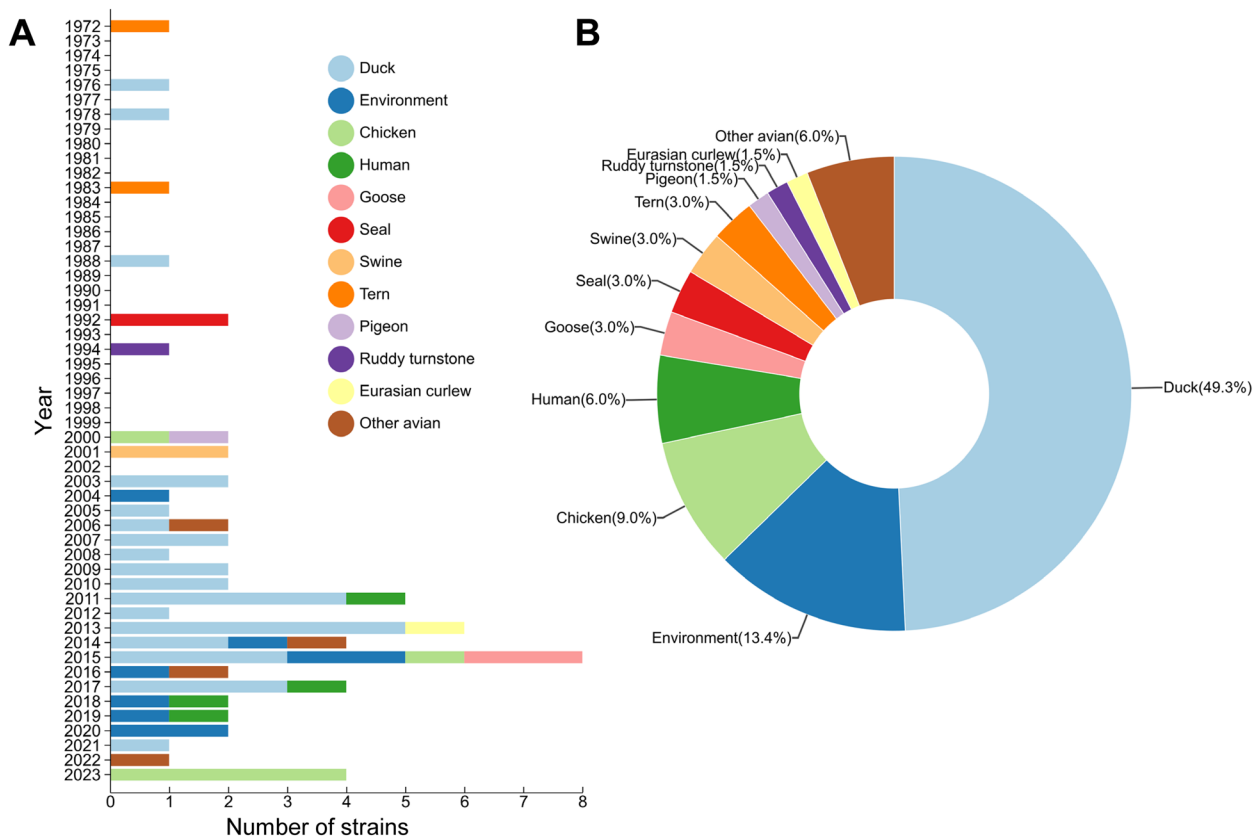 A
Year
1972
1973
1974
1975
1976
1977
1978
1979
1980
1981
1982
1983
1984
1985
1986
1987
1988
1989
1990
1991
1992
1993
1994
1995
1996
1997
1998
1999
2000
2001
2002
2003
2004
2005
2006
2007
2008
2009
2010
2011
2012
2013
2014
2015
2016
2017
2018
2019
2020
2021
2022
2023
0 1 2 3 4 5 6 7 8
Number of strains
Duck
Environment
Chicken
Human
Goose
Seal
Swine
Tern
Pigeon
Ruddy turnstone
Eurasian curlew
Other avian
B
Other avian(6.0%)
Eurasian curlew(1.5%)
Ruddy turnstone(1.5%)
Pigeon(1.5%)
Tern(3.0%)
Swine(3.0%)
Seal(3.0%)
Goose(3.0%)
Human(6.0%)
Chicken(9.0%)
Environment(13.4%)
Duck(49.3%)